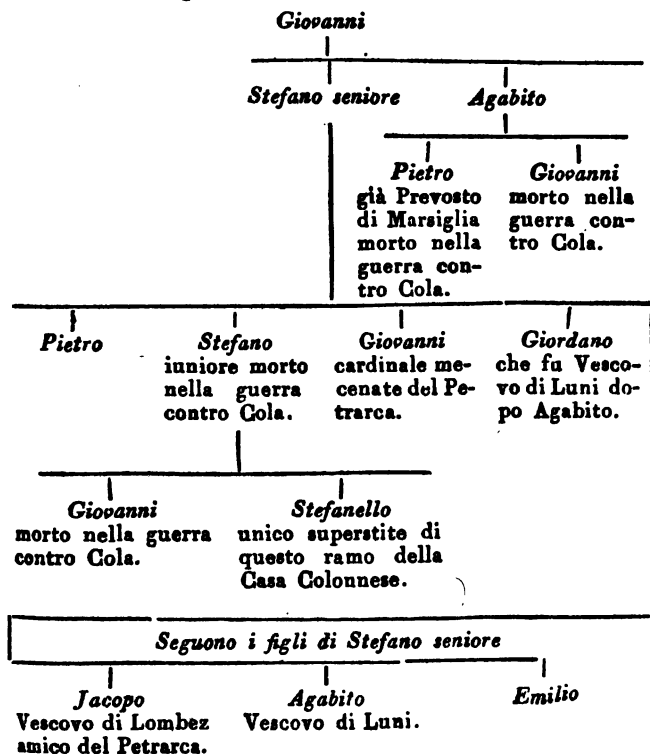 Giovanni
Stefano seniore Agabito
Pietro
già Prevosto
di Marsiglia
morto nella
guerra con-
tro Cola.
Giovanni
morto nella
guerra con-
tro Cola.
Pietro
Stefano
iuniore morto
nella guerra
contro Cola.
Giovanni
cardinale me-
cenate del Pe-
trarca.
Giordano
che fu Vesco-
vo di Luni do-
po Agabito.
Giovanni
morto nella guerra
contro Cola.
Stefanello
unico superstite di
questo ramo della
Casa Colonnese.
Seguono i figli di Stefano seniore
Jacopo
Vescovo di Lombez
amico del Petrarca.
Agabito
Vescovo di Luni.
Emilio